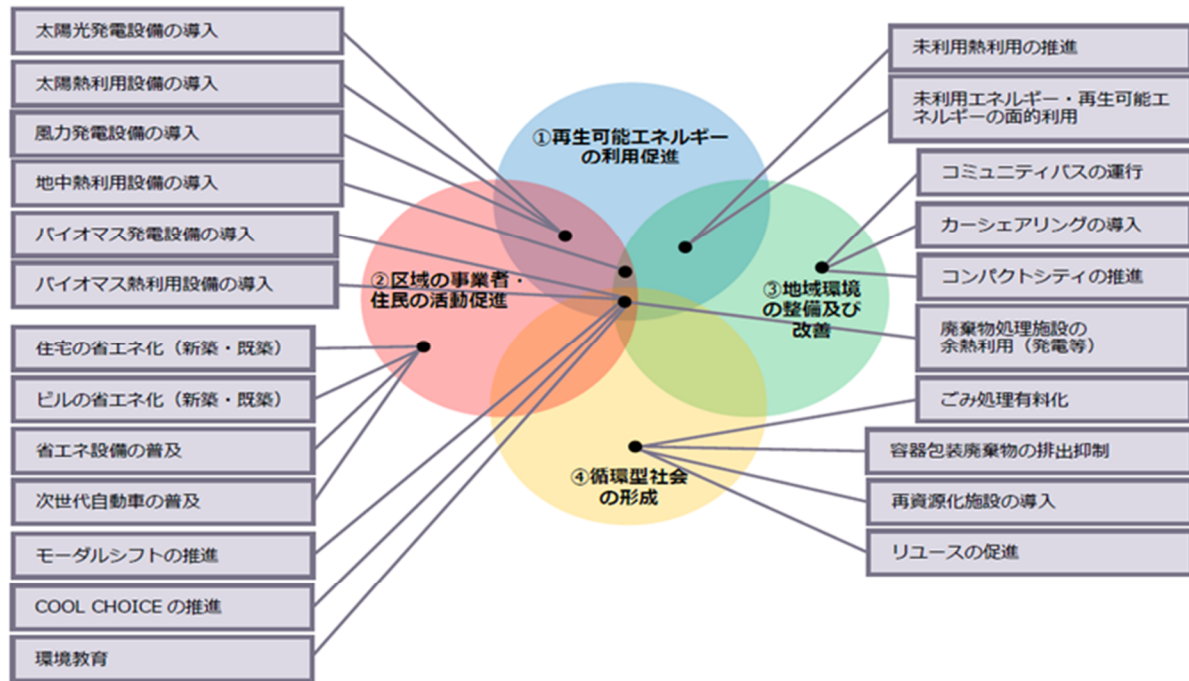 太陽光発電設備の導入
太陽熱利用設備の導入
風力発電設備の導入
地中熱利用設備の導入
バイオマス発電設備の導入
バイオマス熱利用設備の導入
住宅の省エネ化（新築・既築）
ビルの省エネ化（新築・既築）
省エネ設備の普及
次世代自動車の普及
モーダルシフトの推進
COOL CHOICE の推進
環境教育
①再生可能エネルギー
の利用促進
②区域の事業者・
住民の活動促進
③地域環境
の整備及び
改善
④循環型社会
の形成
未利用熱利用の推進
未利用エネルギー・再生可能エ
ネルギーの面的利用
コミュニティバスの運行
カーシェアリングの導入
コンパクトシティの推進
廃棄物処理施設の
余熱利用（発電等）
ごみ処理有料化
容器包装廃棄物の排出抑制
再資源化施設の導入
リユースの促進